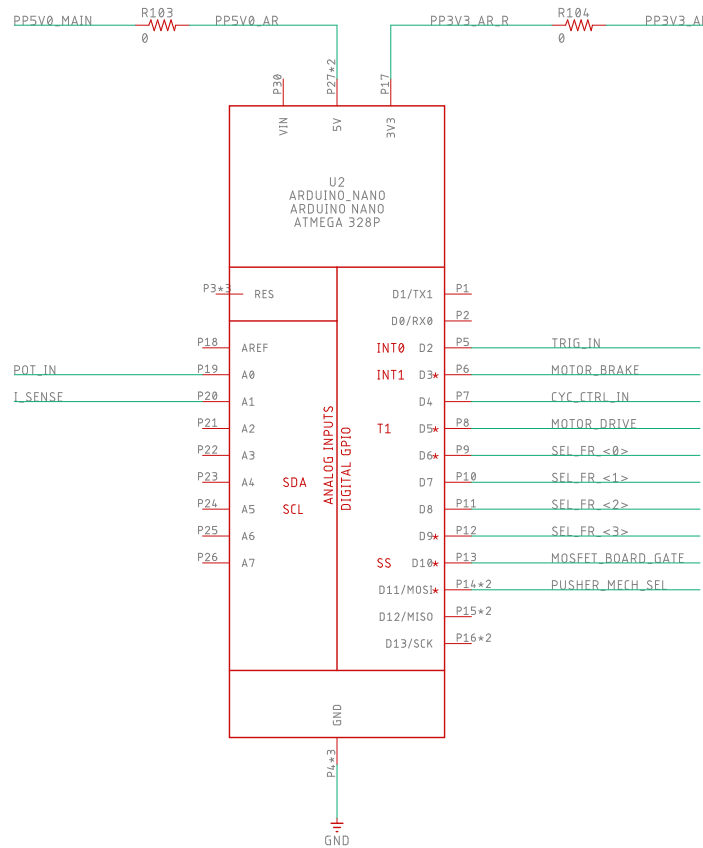 PP5V0_MAIN
R103
0
PP5V0_AR
PP3V3_AR_R
R104
0
PP3V3_A
P30
P27*2
P17
VIN
5V
3V3
U2
ARDUINO_NANO
ARDUINO NANO
ATMEGA 328P
P3*3
RES
P18
AREF
POT_IN
P19
A0
I_SENSE
P20
A1
P21
A2
P22
A3
P23
A4
SDA
P24
A5
SCL
P25
A6
P26
A7
ANALOG INPUTS
DIGITAL GPIO
D1/TX1
P1
D0/RX0
P2
INT0
D2
P5
TRIG_IN
INT1
D3*
P6
MOTOR_BRAKE
D4
P7
CYC_CTRL_IN
T1
D5*
P8
MOTOR_DRIVE
D6*
P9
SEL_FR_<0>
D7
P10
SEL_FR_<1>
D8
P11
SEL_FR_<2>
D9*
P12
SEL_FR_<3>
SS
D10*
P13
MOSFET_BOARD_GATE
D11/MOSI*
P14*2
PUSHER_MECH_SEL
D12/MISO
P15*2
D13/SCK
P16*2
GND
P4*3
GND